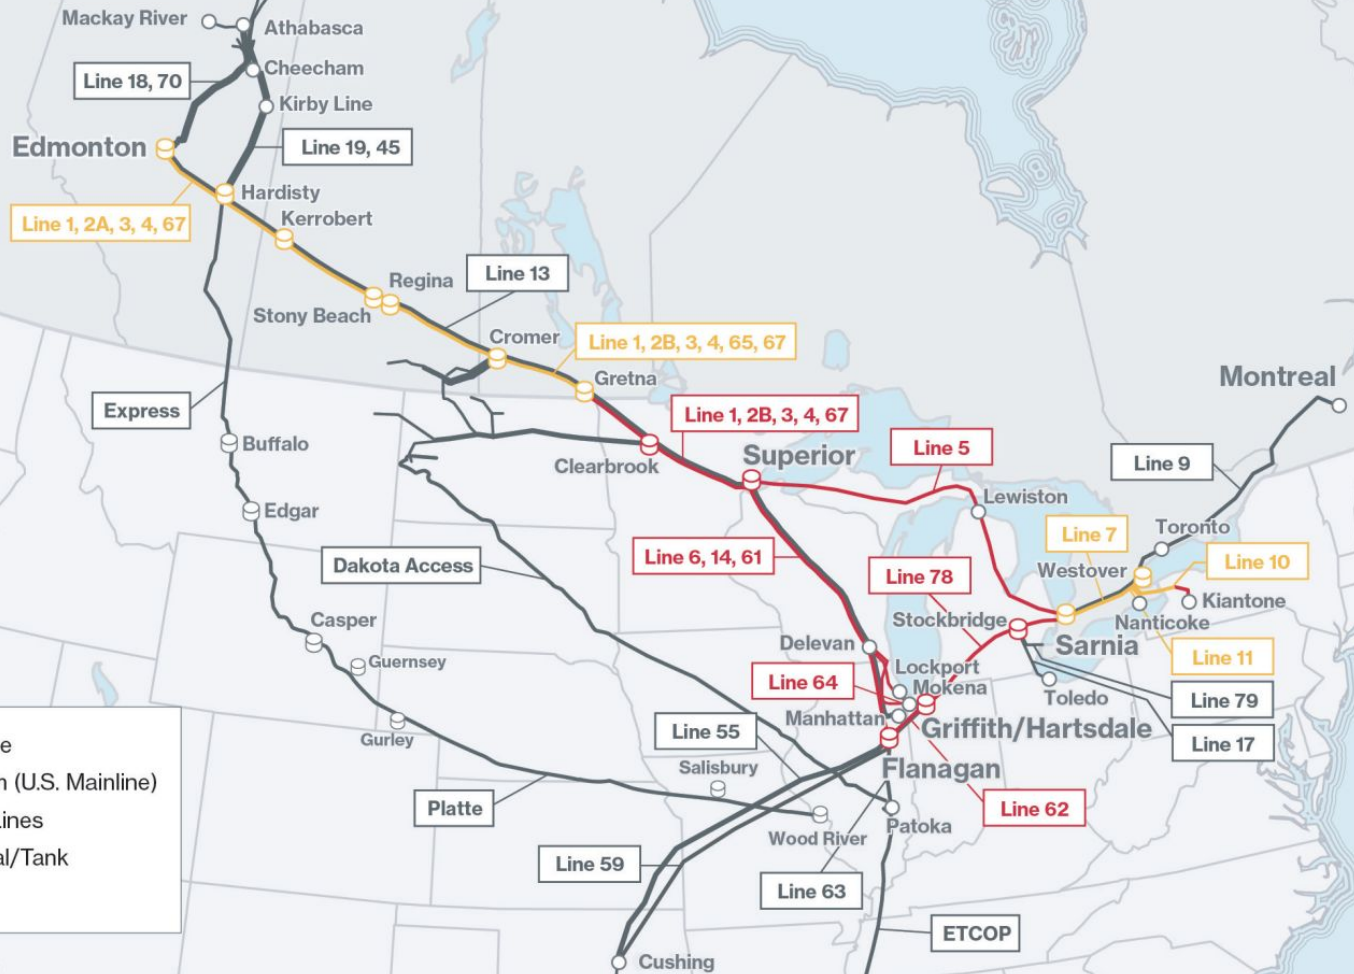 Mackay River
Athabasca
Cheecham
Line 18, 70
Kirby Line
Edmonton
Line 19, 45
Hardisty
Line 1, 2A, 3, 4, 67
Kerrobert
Regina
Line 13
Stony Beach
Cromer
Line 1, 2B, 3, 4, 65, 67
Gretna
Montreal
Express
Line 1, 2B, 3, 4, 67
Buffalo
Clearbrook
Superior
Line 5
Line 9
Lewiston
Edgar
Line 7
Toronto
Line 6, 14, 61
Dakota Access
Line 78
Westover
Line 10
Kiantone
Casper
Stockbridge
Nanticoke
Delevan
Sarnia
Line 11
Guernsey
Lockport
Line 64
Mokena
Toledo
Line 79
Manhattan
Griffith/Hartsdale
Line 55
Line 17
Gurley
Salisbury
Flanagan
e
n (U.S. Mainline)
Lines
al/Tank
Platte
Line 62
Wood River
Patoka
Line 59
Line 63
ETCOP
Cushing